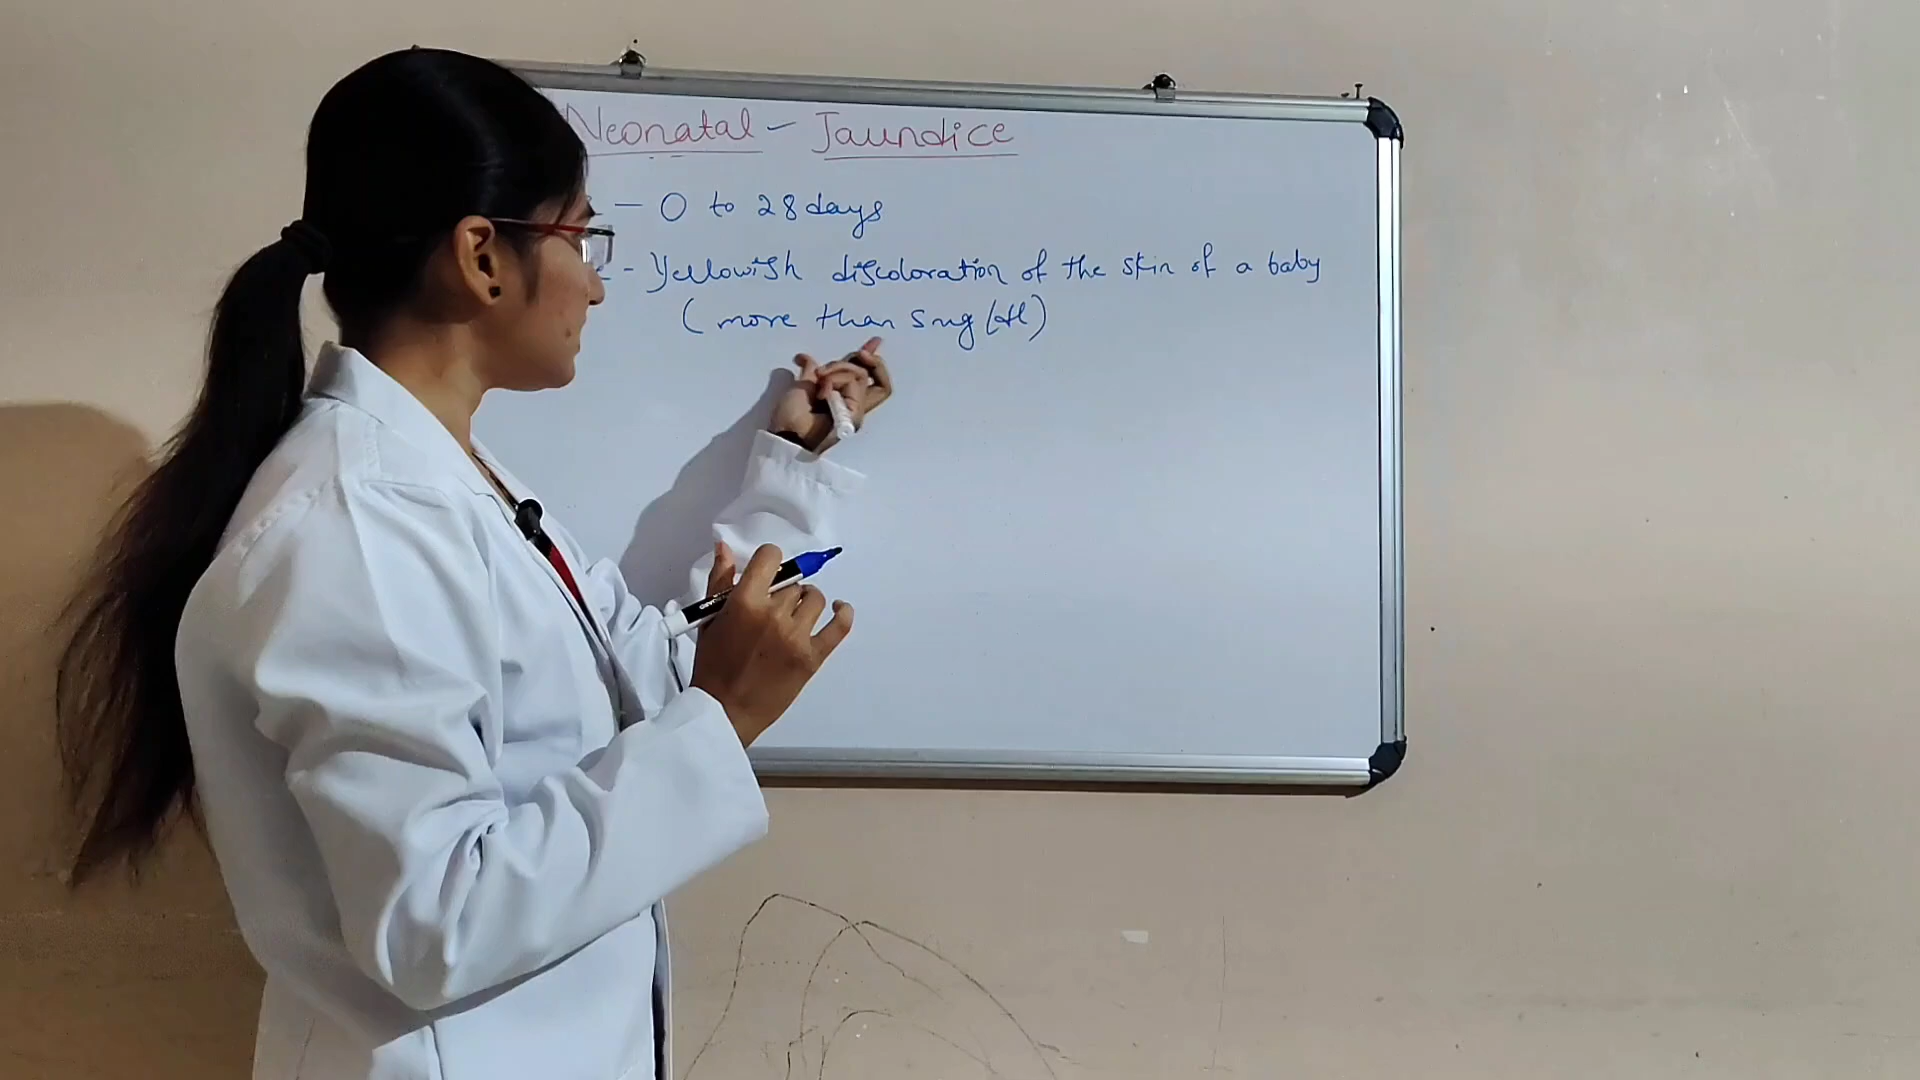 Neonatal - Jaundice
- 0 to 28 days
- Yellowish discoloration of the skin of a baby
(more than 5mg/dl)